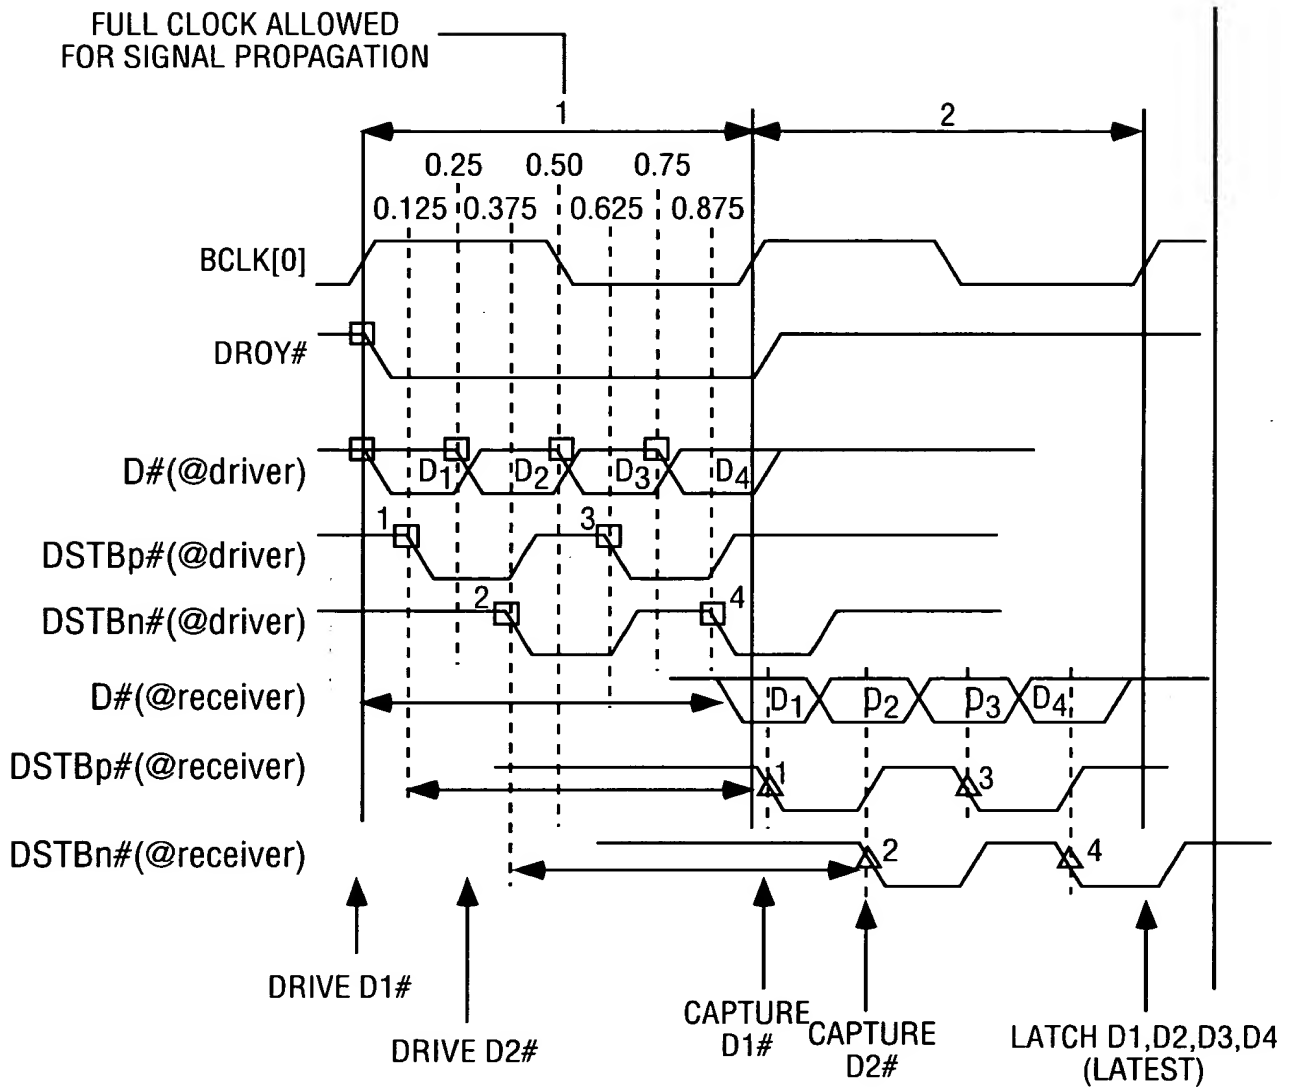 FULL CLOCK ALLOWED
FOR SIGNAL PROPAGATION
1
2
0.25
0.50
0.75
0.125
0.375
0.625
0.875
BCLK[0]
DROY#
D#(@driver)
D1
D2
D3
D4
DSTBp#(@driver)
1
3
DSTBn#(@driver)
2
4
D#(@receiver)
D1
D2
D3
D4
DSTBp#(@receiver)
1
3
DSTBn#(@receiver)
2
4
DRIVE D1#
DRIVE D2#
CAPTURE
D1#
CAPTURE
D2#
LATCH D1,D2,D3,D4
(LATEST)